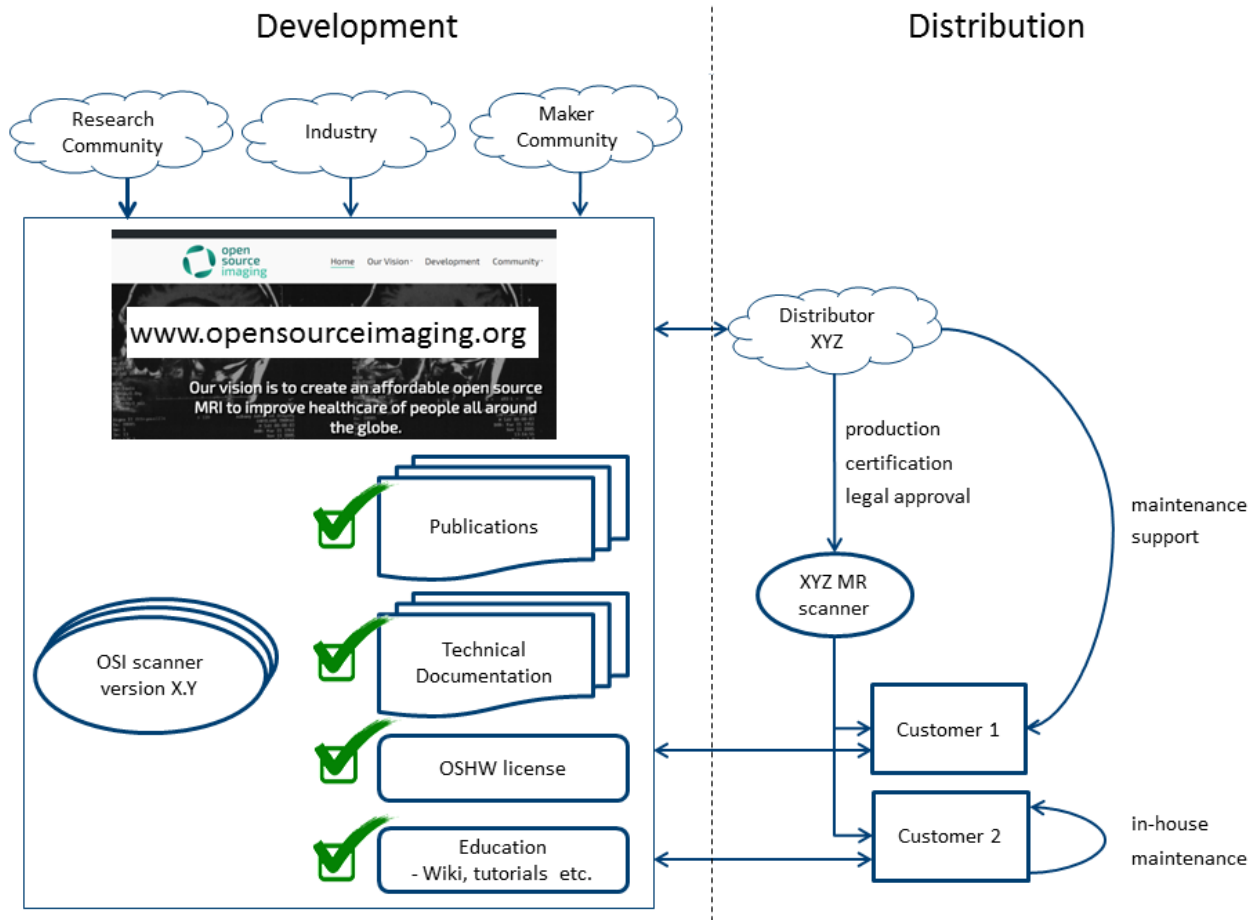 Development
Distribution
Research
Community
Industry
Maker
Community
open
source
imaging
Home Our Vision Development Community
www.opensourceimaging.org
Our vision is to create an affordable open source
MRI to improve healthcare of people all around
the globe.
Publications
Technical
Documentation
OSI scanner
version X.Y
OSHW license
Education
- Wiki, tutorials etc.
Distributor
XYZ
production
certification
legal approval
maintenance
support
XYZ MR
scanner
Customer 1
Customer 2
in-house
maintenance